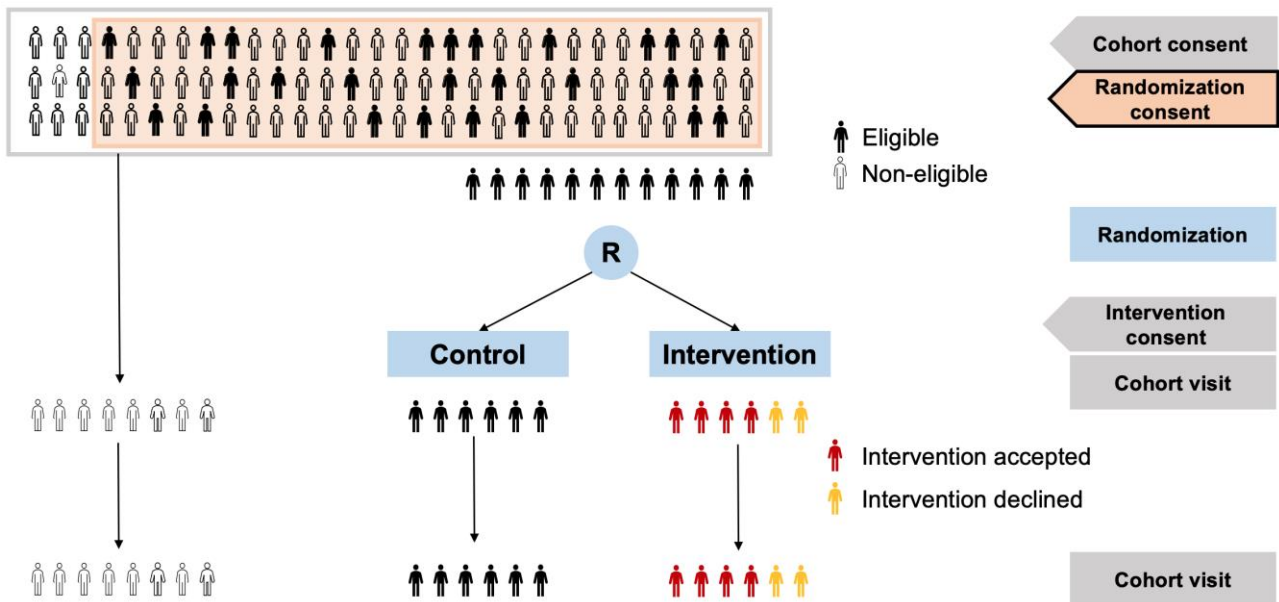 Cohort consent
Randomization
consent
Eligible
Non-eligible
Randomization
R
Control
Intervention
Intervention
consent
Cohort visit
Intervention accepted
Intervention declined
Cohort visit